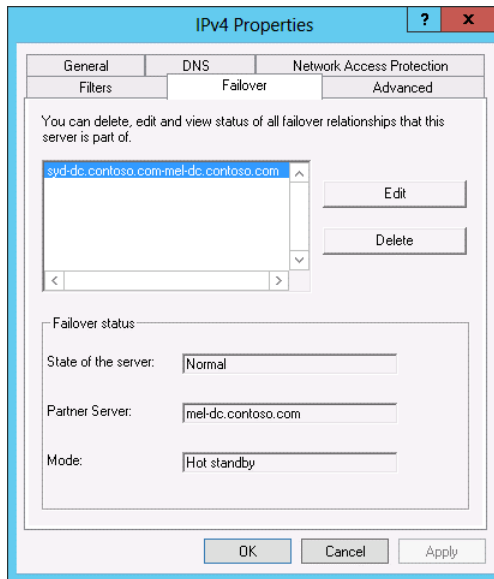 IPv4 Properties
?
x
General
DNS
Network Access Protection
Filters
Failover
Advanced
You can delete, edit and view status of all failover relationships that this
server is part of.
syd-dc.contoso.com-mel-dc.contoso.com
Edit
Delete
Failover status
State of the server:
Normal
Partner Server:
mel-dc.contoso.com
Mode:
Hot standby
OK
Cancel
Apply